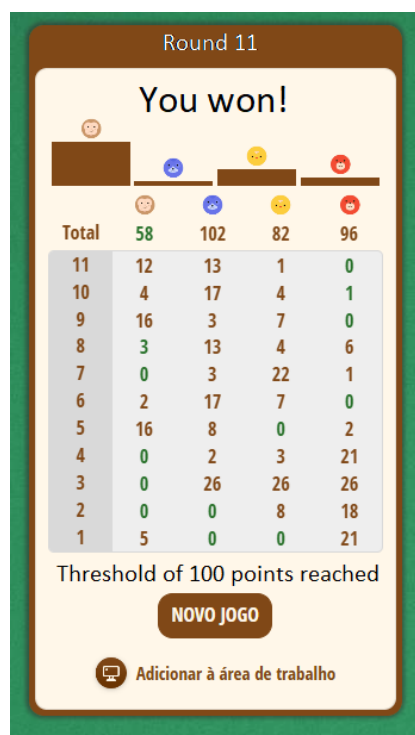 Round 11
You won!
Total 58 102 82 96
11 12 13 1 0
10 4 17 4 1
9 16 3 7 0
8 3 13 4 6
7 0 3 22 1
6 2 17 7 0
5 16 8 0 2
4 0 2 3 21
3 0 26 26 26
2 0 0 8 18
1 5 0 0 21
Threshold of 100 points reached
NOVO JOGO
Adicionar à área de trabalho